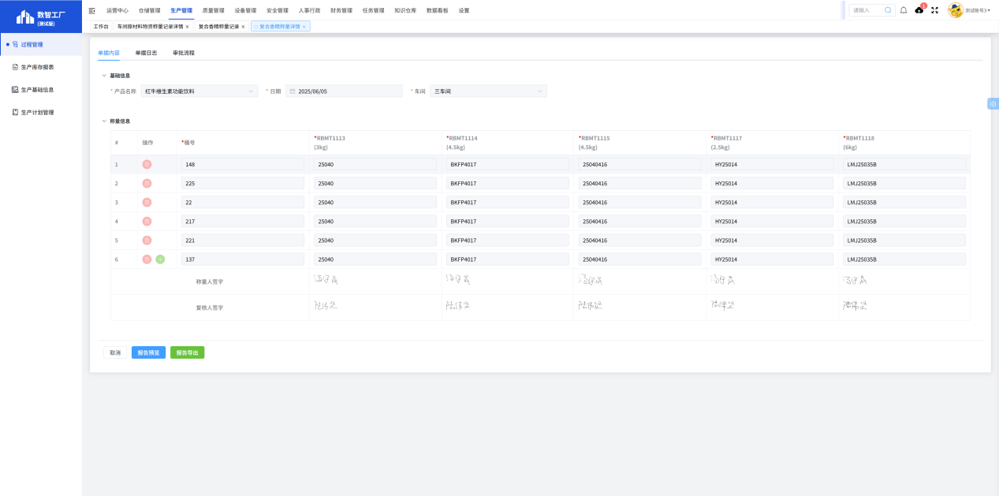 数智工厂
(测试版)
运营中心 仓储管理 生产管理 质量管理 设备管理 安全管理 人事行政 财务管理 任务管理 知识仓库 数据看板 设置
请输入
1
测试账号3
工作台 车间原材料物资称量记录详情 × 复合香精称量记录 × 复合香精称量详情 ×
过程管理
生产库存报表
生产基础信息
生产计划管理
单据内容 单据日志 审批流程
基础信息
* 产品名称 红牛维生素功能饮料 * 日期 2025/06/05 * 车间 三车间
称量信息
# 操作 *桶号 *RBMT1113 (3kg) *RBMT1114 (4.5kg) *RBMT1115 (4.5kg) *RBMT1117 (2.5kg) *RBMT1118 (6kg)
1 148 25040 BKFP4017 25040416 HY25014 LMJ25035B
2 225 25040 BKFP4017 25040416 HY25014 LMJ25035B
3 22 25040 BKFP4017 25040416 HY25014 LMJ25035B
4 217 25040 BKFP4017 25040416 HY25014 LMJ25035B
5 221 25040 BKFP4017 25040416 HY25014 LMJ25035B
6 137 25040 BKFP4017 25040416 HY25014 LMJ25035B
称量人签字
复核人签字
取消 报告预览 报告导出